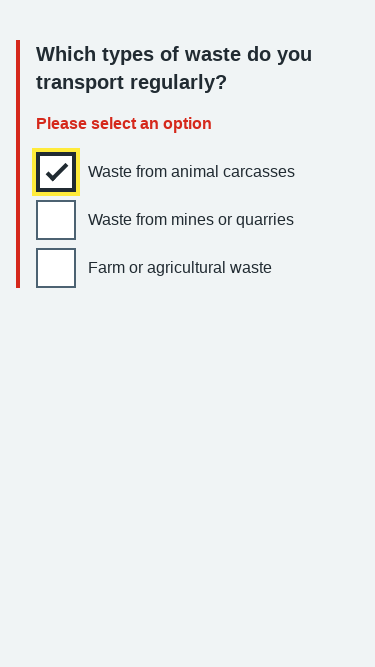 Which types of waste do you
transport regularly?
Please select an option
Waste from animal carcasses
Waste from mines or quarries
Farm or agricultural waste